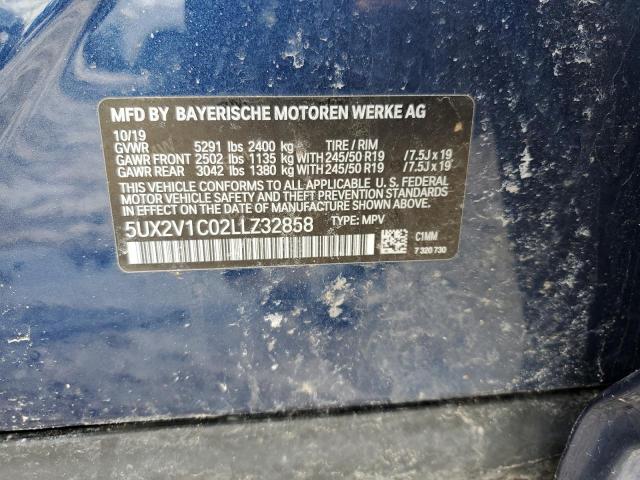 MFD BY BAYERISCHE MOTOREN WERKE AG
10/19
GVWR 5291 lbs 2400 kg TIRE / RIM
GAWR FRONT 2502 lbs 1135 kg WITH 245/50 R19 /7.5J x 19
GAWR REAR 3042 lbs 1380 kg WITH 245/50 R19 /7.5J x 19
THIS VEHICLE CONFORMS TO ALL APPLICABLE U. S. FEDERAL
MOTOR VEHICLE SAFETY AND THEFT PREVENTION STANDARDS
IN EFFECT ON THE DATE OF MANUFACTURE SHOWN ABOVE.
5UX2V1C02LLZ32858 TYPE: MPV
C1MM
7 320 730